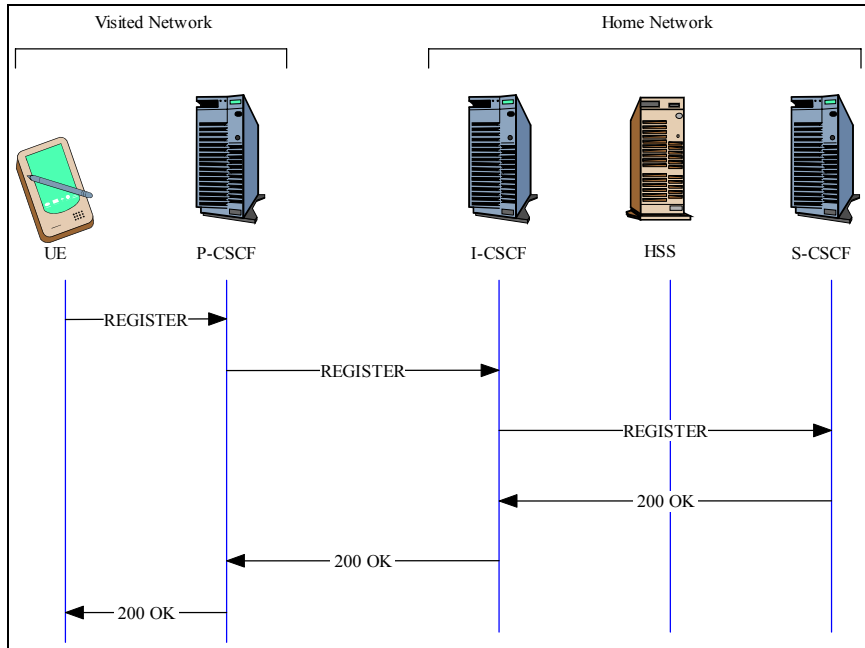 Visited Network
Home Network
UE
P-CSCF
I-CSCF
HSS
S-CSCF
REGISTER
REGISTER
REGISTER
200 OK
200 OK
200 OK